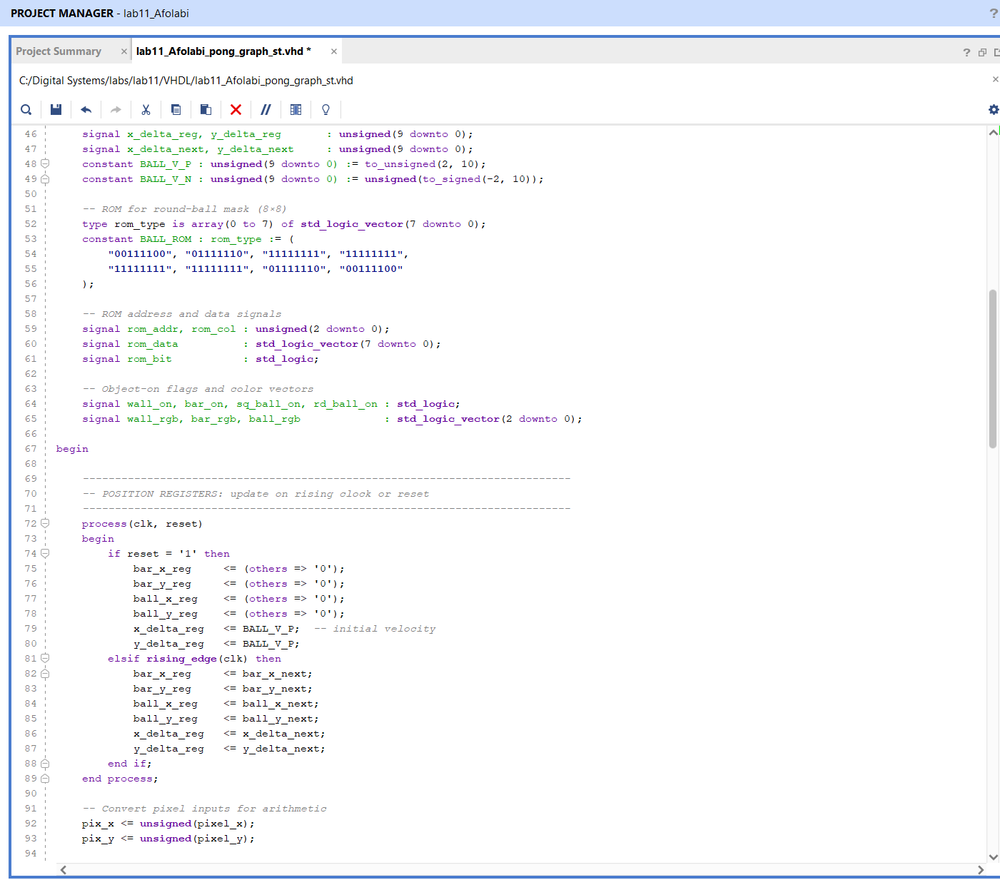 PROJECT MANAGER - lab11_Afolabi
?
Project Summary × lab11_Afolabi_pong_graph_st.vhd * ×
?
C:/Digital Systems/labs/lab11/VHDL/lab11_Afolabi_pong_graph_st.vhd
×
46 signal x_delta_reg, y_delta_reg : unsigned(9 downto 0);
47 signal x_delta_next, y_delta_next : unsigned(9 downto 0);
48 constant BALL_V_P : unsigned(9 downto 0) := to_unsigned(2, 10);
49 constant BALL_V_N : unsigned(9 downto 0) := unsigned(to_signed(-2, 10));
50
51 -- ROM for round-ball mask (8×8)
52 type rom_type is array(0 to 7) of std_logic_vector(7 downto 0);
53 constant BALL_ROM : rom_type := (
54 "00111100", "01111110", "11111111", "11111111",
55 "11111111", "11111111", "01111110", "00111100"
56 );
57
58 -- ROM address and data signals
59 signal rom_addr, rom_col : unsigned(2 downto 0);
60 signal rom_data : std_logic_vector(7 downto 0);
61 signal rom_bit : std_logic;
62
63 -- Object-on flags and color vectors
64 signal wall_on, bar_on, sq_ball_on, rd_ball_on : std_logic;
65 signal wall_rgb, bar_rgb, ball_rgb : std_logic_vector(2 downto 0);
66
67 begin
68
69 ----------------------------------------------------------------------------
70 -- POSITION REGISTERS: update on rising clock or reset
71 ----------------------------------------------------------------------------
72 process(clk, reset)
73 begin
74 if reset = '1' then
75 bar_x_reg <= (others => '0');
76 bar_y_reg <= (others => '0');
77 ball_x_reg <= (others => '0');
78 ball_y_reg <= (others => '0');
79 x_delta_reg <= BALL_V_P; -- initial velocity
80 y_delta_reg <= BALL_V_P;
81 elsif rising_edge(clk) then
82 bar_x_reg <= bar_x_next;
83 bar_y_reg <= bar_y_next;
84 ball_x_reg <= ball_x_next;
85 ball_y_reg <= ball_y_next;
86 x_delta_reg <= x_delta_next;
87 y_delta_reg <= y_delta_next;
88 end if;
89 end process;
90
91 -- Convert pixel inputs for arithmetic
92 pix_x <= unsigned(pixel_x);
93 pix_y <= unsigned(pixel_y);
94